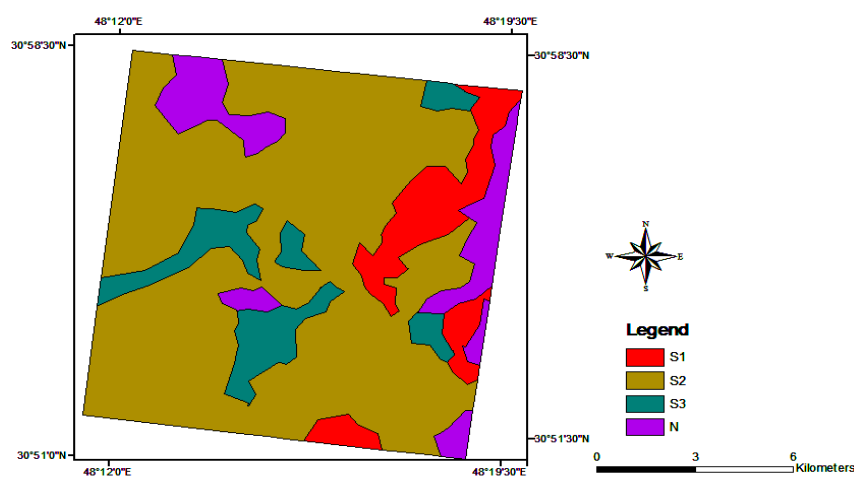 48°12'0"E 48°19'30"E
30°58'30"N 30°58'30"N
N
W E
S
Legend
S1
S2
S3
N
30°51'0"N 30°51'30"N
48°12'0"E 48°19'30"E
0 3 6
Kilometers